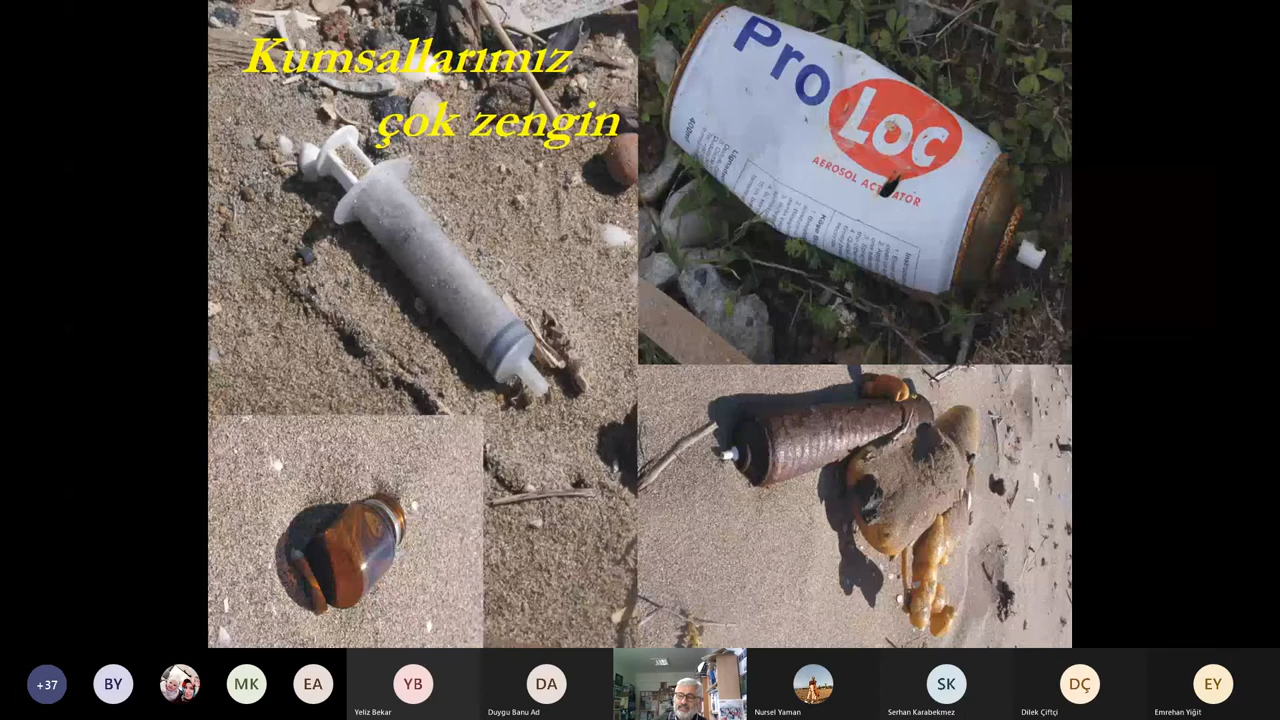 Kumsallarımız
çok zengin
Pro
Loc
AEROSOL ACTIVATOR
400ml
+37
BY
MK
EA
YB
DA
SK
DÇ
EY
Yeliz Bekar
Duygu Banu Ad
Nursel Yaman
Serhan Karabekmez
Dilek Çiftçi
Emrehan Yiğit